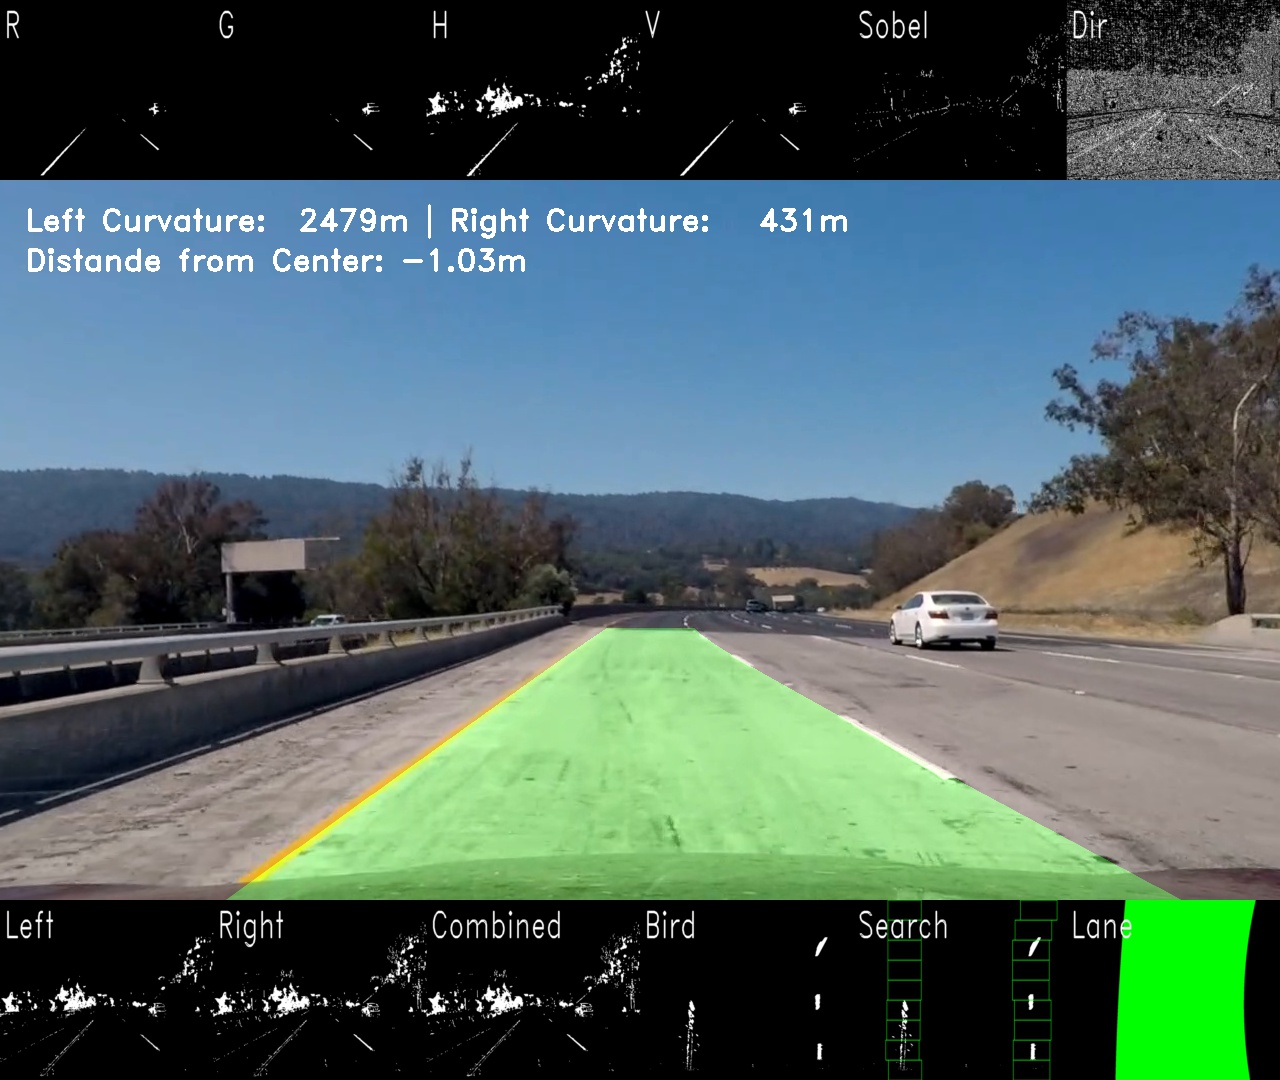 R G H V Sobel Dir
Left Curvature: 2479m | Right Curvature: 431m
Distande from Center: -1.03m
Left Right Combined Bird Search Lane